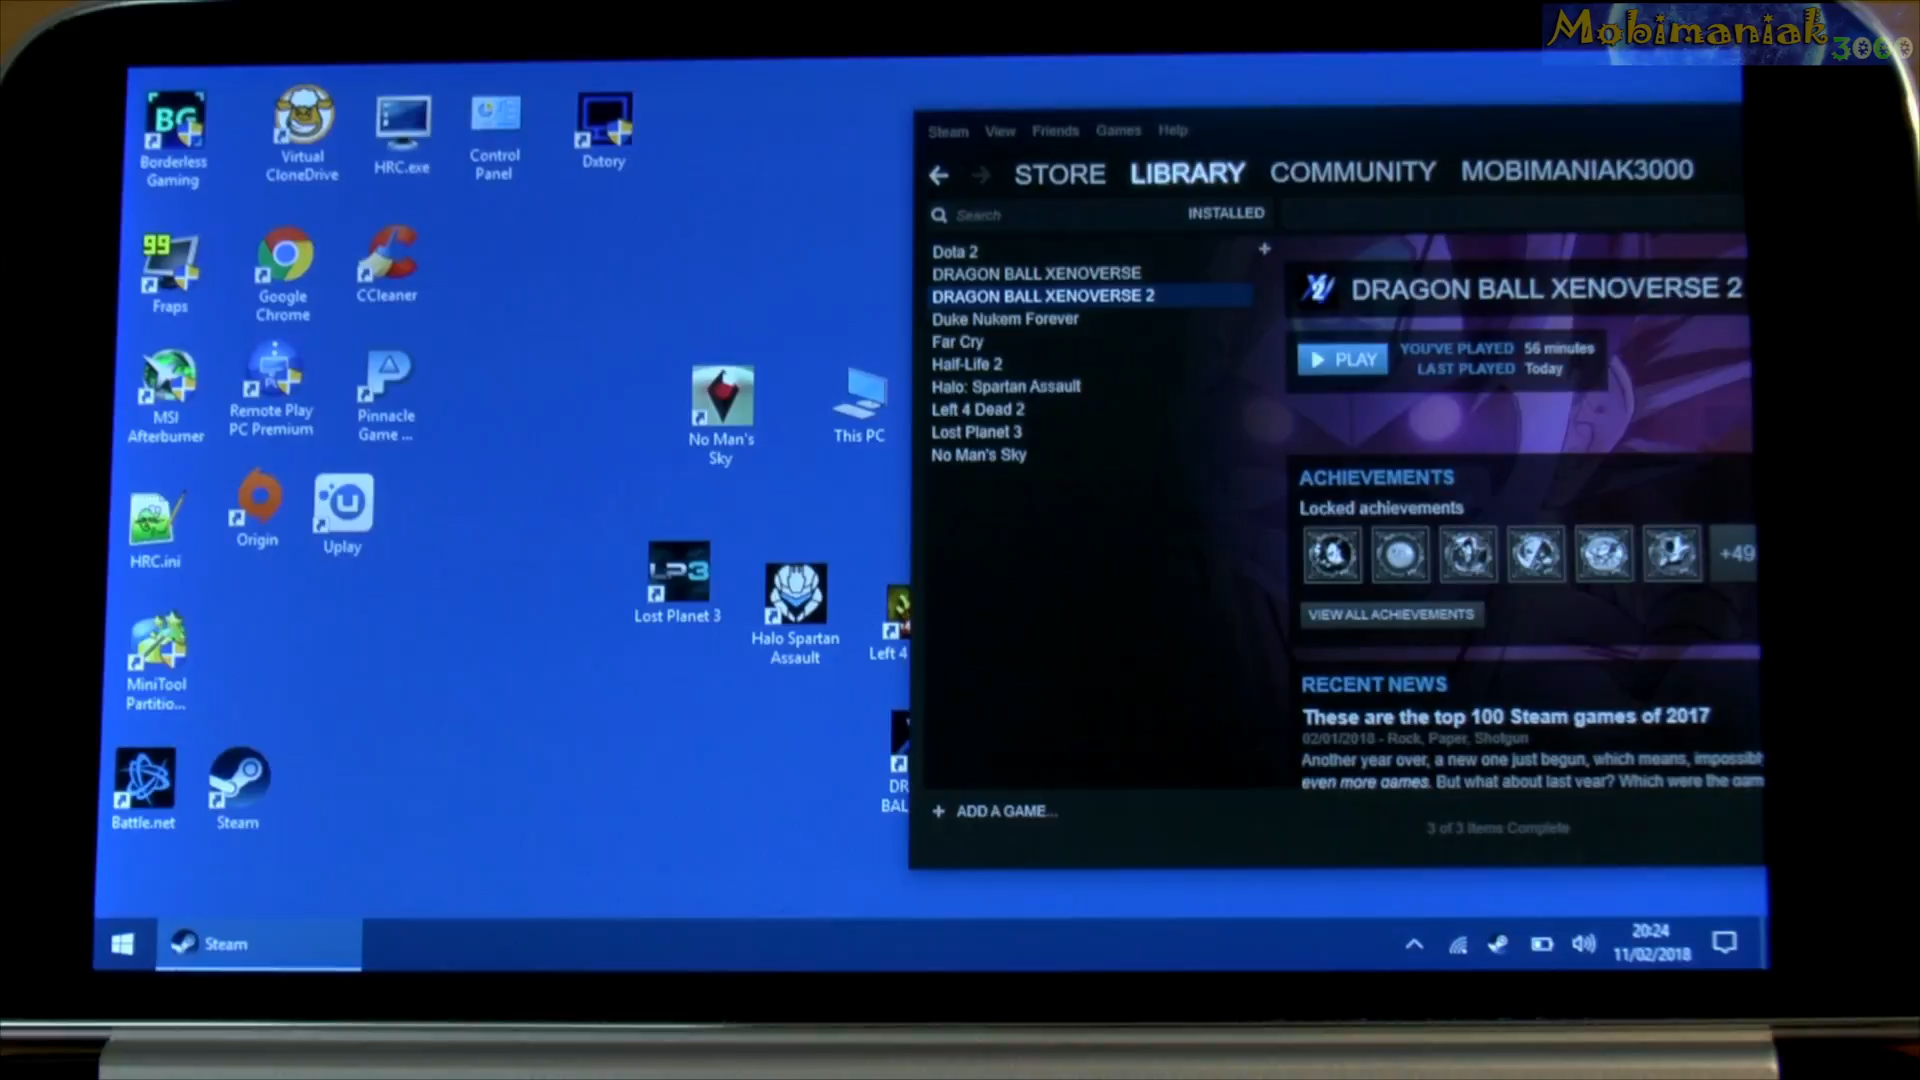 Mobimaniak
3000
BG
Borderless
Gaming
Virtual
CloneDrive
HRC.exe
Control
Panel
Dxtory
99
Fraps
Google
Chrome
CCleaner
MSI
Afterburner
Remote Play
PC Premium
Pinnacle
Game ...
No Man's
Sky
This PC
HRC.ini
Origin
Uplay
LP3
Lost Planet 3
Halo Spartan
Assault
Left 4
MiniTool
Partitio...
DR
BAL
Battle.net
Steam
Steam View Friends Games Help
STORE LIBRARY COMMUNITY MOBIMANIAK3000
Search INSTALLED
Dota 2
DRAGON BALL XENOVERSE
DRAGON BALL XENOVERSE 2
Duke Nukem Forever
Far Cry
Half-Life 2
Halo: Spartan Assault
Left 4 Dead 2
Lost Planet 3
No Man's Sky
+ ADD A GAME...
DRAGON BALL XENOVERSE 2
PLAY
YOU'VE PLAYED 56 minutes
LAST PLAYED Today
ACHIEVEMENTS
Locked achievements
+49
VIEW ALL ACHIEVEMENTS
RECENT NEWS
These are the top 100 Steam games of 2017
02/01/2018 - Rock, Paper, Shotgun
Another year over, a new one just begun, which means, impossibl
even more games. But what about last year? Which were the gam
3 of 3 Items Complete
Steam
20:24
11/02/2018